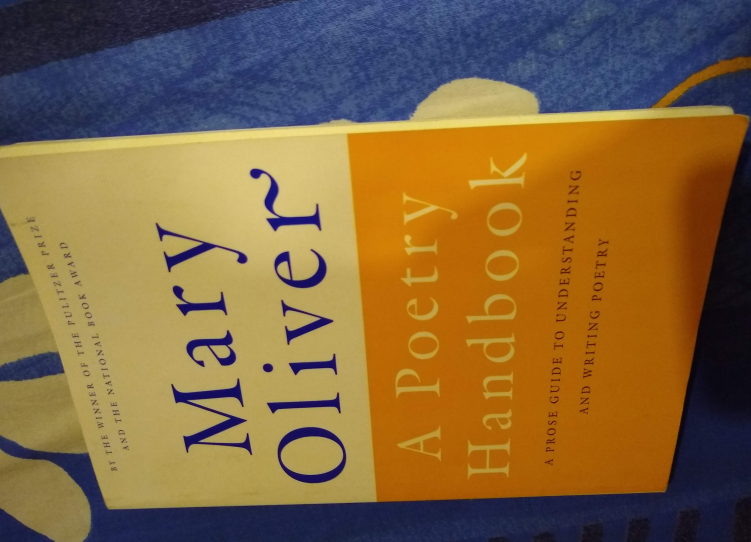 BY THE WINNER OF THE PULITZER PRIZE
AND THE NATIONAL BOOK AWARD
Mary
Oliver
A Poetry
Handbook
A PROSE GUIDE TO UNDERSTANDING
AND WRITING POETRY